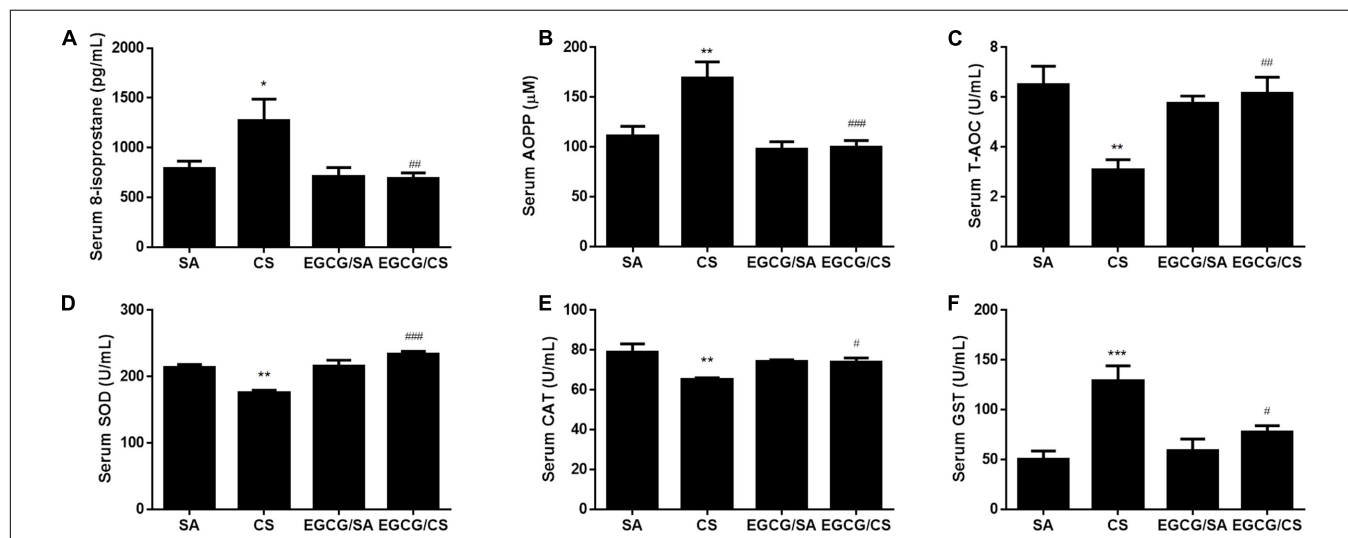 A
Serum 8-isoprostane (pg/mL)
2000
1500
1000
500
0
*
##
SA CS EGCG/SA EGCG/CS
B
Serum AOPP (μM)
200
150
100
50
0
**
###
SA CS EGCG/SA EGCG/CS
C
Serum T-AOC (U/mL)
8
6
4
2
0
**
##
SA CS EGCG/SA EGCG/CS
D
Serum SOD (U/mL)
300
200
100
0
**
###
SA CS EGCG/SA EGCG/CS
E
Serum CAT (U/mL)
100
80
60
40
20
0
**
#
SA CS EGCG/SA EGCG/CS
F
Serum GST (U/mL)
200
150
100
50
0
***
#
SA CS EGCG/SA EGCG/CS